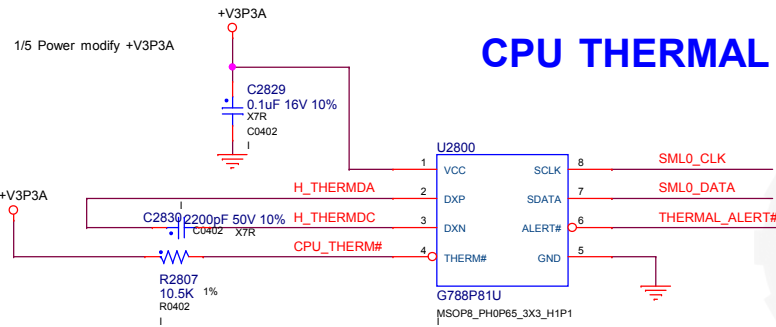 +V3P3A
1/5 Power modify +V3P3A
CPU THERMAL
C2829
0.1uF 16V 10%
X7R
C0402
I
U2800
1 VCC SCLK 8 SML0_CLK
H_THERMDA 2 DXP SDATA 7 SML0_DATA
+V3P3A
I
C2830 2200pF 50V 10% H_THERMDC 3 DXN ALERT# 6 THERMAL_ALERT#
C0402 X7R
CPU_THERM# 4 THERM# GND 5
R2807
10.5K 1%
R0402
I
G788P81U
MSOP8_PH0P65_3X3_H1P1
I